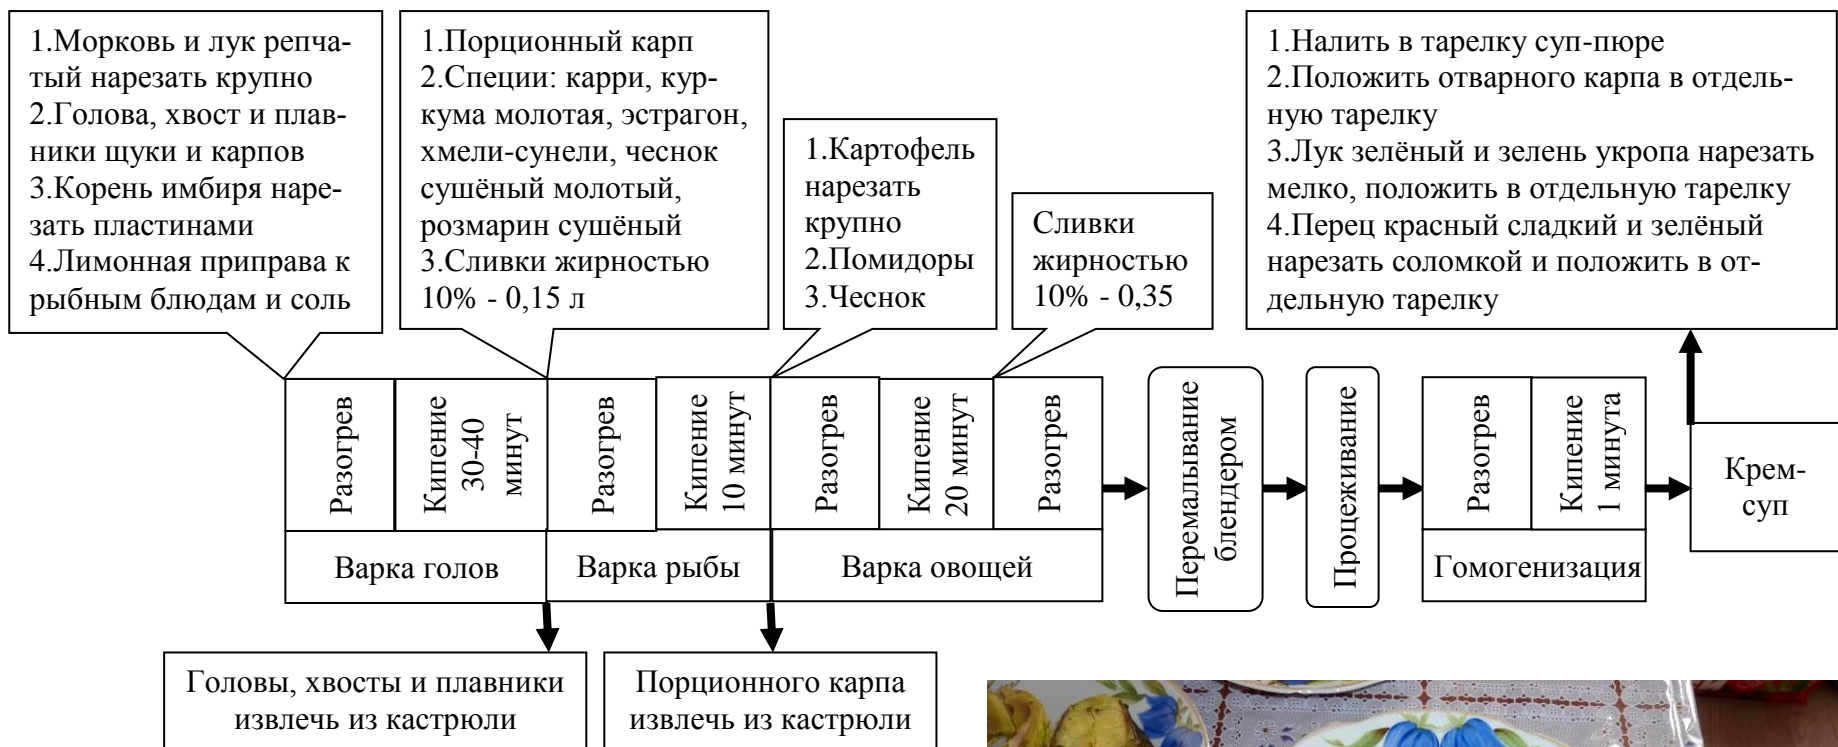 1.Морковь и лук репча-
тый нарезать крупно
2.Голова, хвост и плав-
ники щуки и карпов
3.Корень имбиря наре-
зать пластинами
4.Лимонная приправа к
рыбным блюдам и соль
1.Порционный карп
2.Специи: карри, кур-
кума молотая, эстрагон,
хмели-сунели, чеснок
сушёный молотый,
розмарин сушёный
3.Сливки жирностью
10% - 0,15 л
1.Картофель
нарезать
крупно
2.Помидоры
3.Чеснок
Сливки
жирностью
10% - 0,35
1.Налить в тарелку суп-пюре
2.Положить отварного карпа в отдель-
ную тарелку
3.Лук зелёный и зелень укропа нарезать
мелко, положить в отдельную тарелку
4.Перец красный сладкий и зелёный
нарезать соломкой и положить в от-
дельную тарелку
Разогрев
Кипение
30-40
минут
Разогрев
Кипение
10 минут
Разогрев
Кипение
20 минут
Разогрев
Перемалывание
блендером
Процеживание
Разогрев
Кипение
1 минута
Крем-
суп
Варка голов
Варка рыбы
Варка овощей
Гомогенизация
Головы, хвосты и плавники
извлечь из кастрюли
Порционного карпа
извлечь из кастрюли